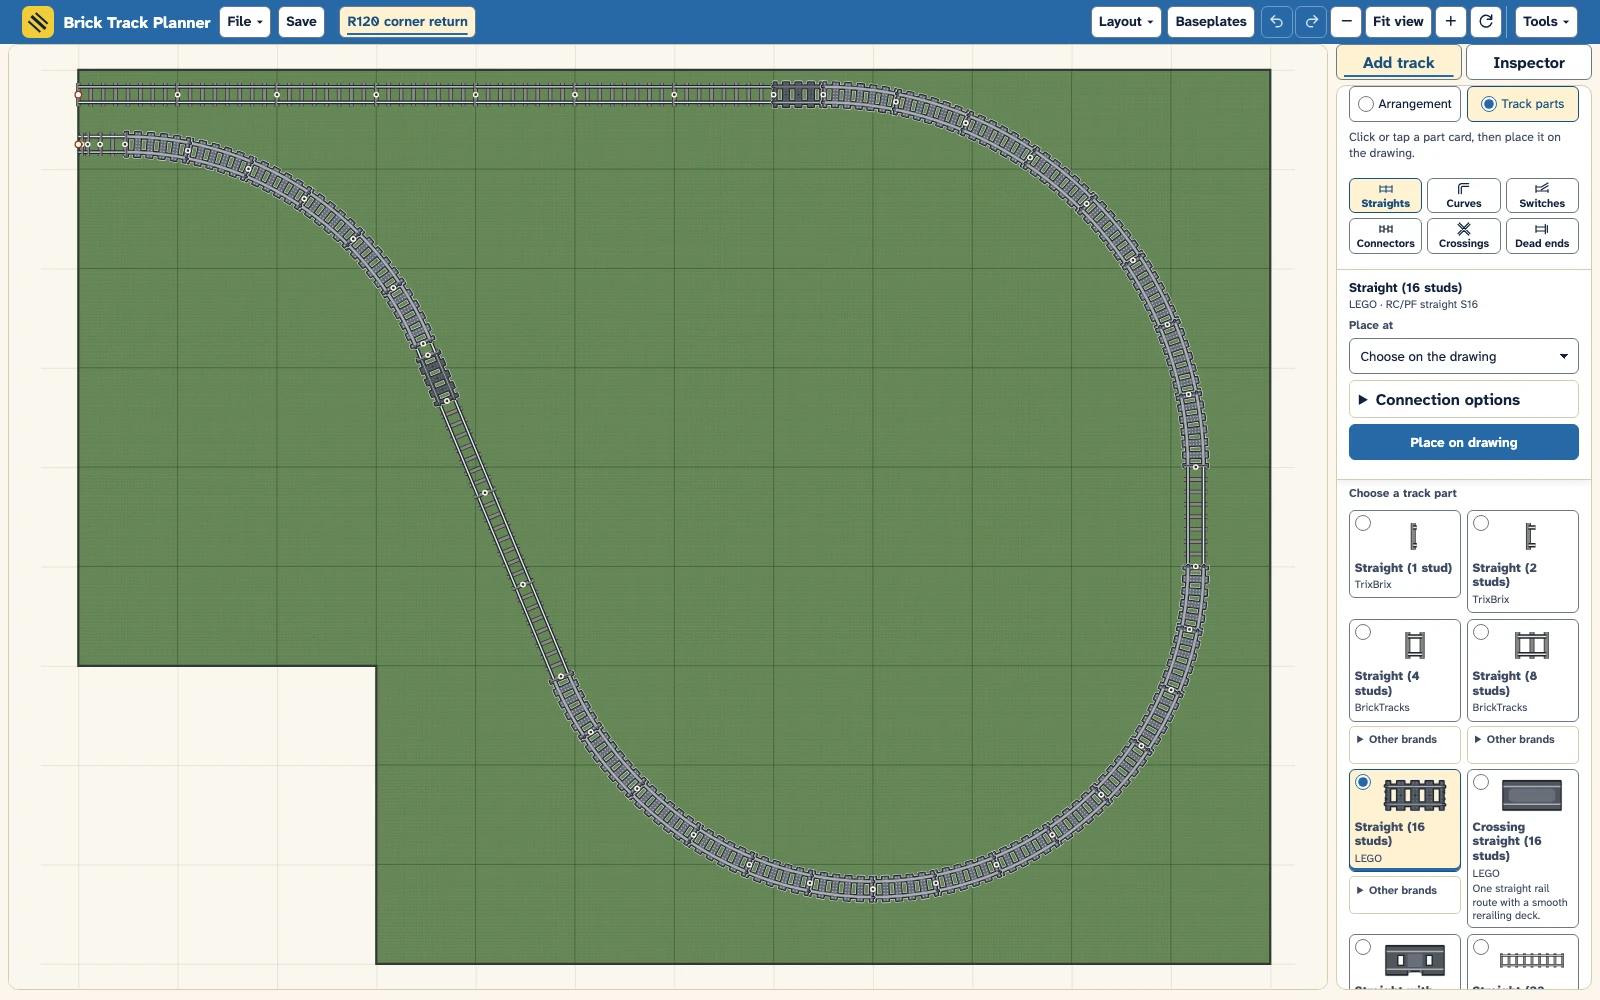 Brick Track Planner
File
Save
R120 corner return
Layout
Baseplates
Fit view
Tools
Add track
Inspector
Arrangement
Track parts
Click or tap a part card, then place it on
the drawing.
Straights
Curves
Switches
Connectors
Crossings
Dead ends
Straight (16 studs)
LEGO · RC/PF straight S16
Place at
Choose on the drawing
Connection options
Place on drawing
Choose a track part
Straight (1 stud)
TrixBrix
Straight (2
studs)
TrixBrix
Straight (4
studs)
BrickTracks
Straight (8
studs)
BrickTracks
Other brands
Other brands
Straight (16
studs)
LEGO
Crossing
straight (16
studs)
LEGO
One straight rail
route with a smooth
rerailing deck.
Other brands